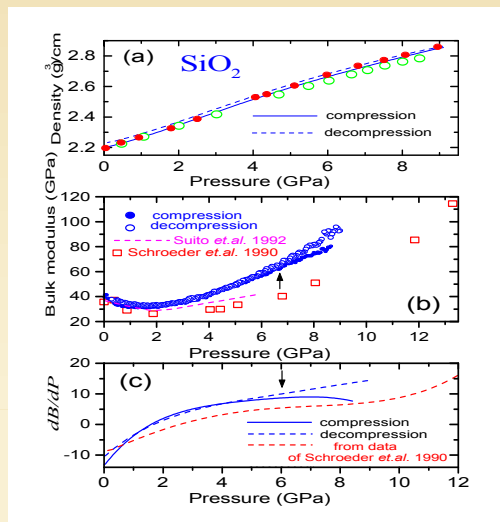 (a)
SiO2
Density (g/cm3)
2.8
2.6
2.4
2.2
compression
decompression
0 2 4 6 8
Pressure (GPa)
Bulk modulus (GPa)
120
100
80
60
40
20
compression
decompression
Suito et.al. 1992
Schroeder et.al. 1990
(b)
0 2 4 6 8 10 12
Pressure (GPa)
dB/dP
20
10
0
-10
(c)
compression
decompression
from data
of Schroeder et.al. 1990
0 2 4 6 8 10 12
Pressure (GPa)